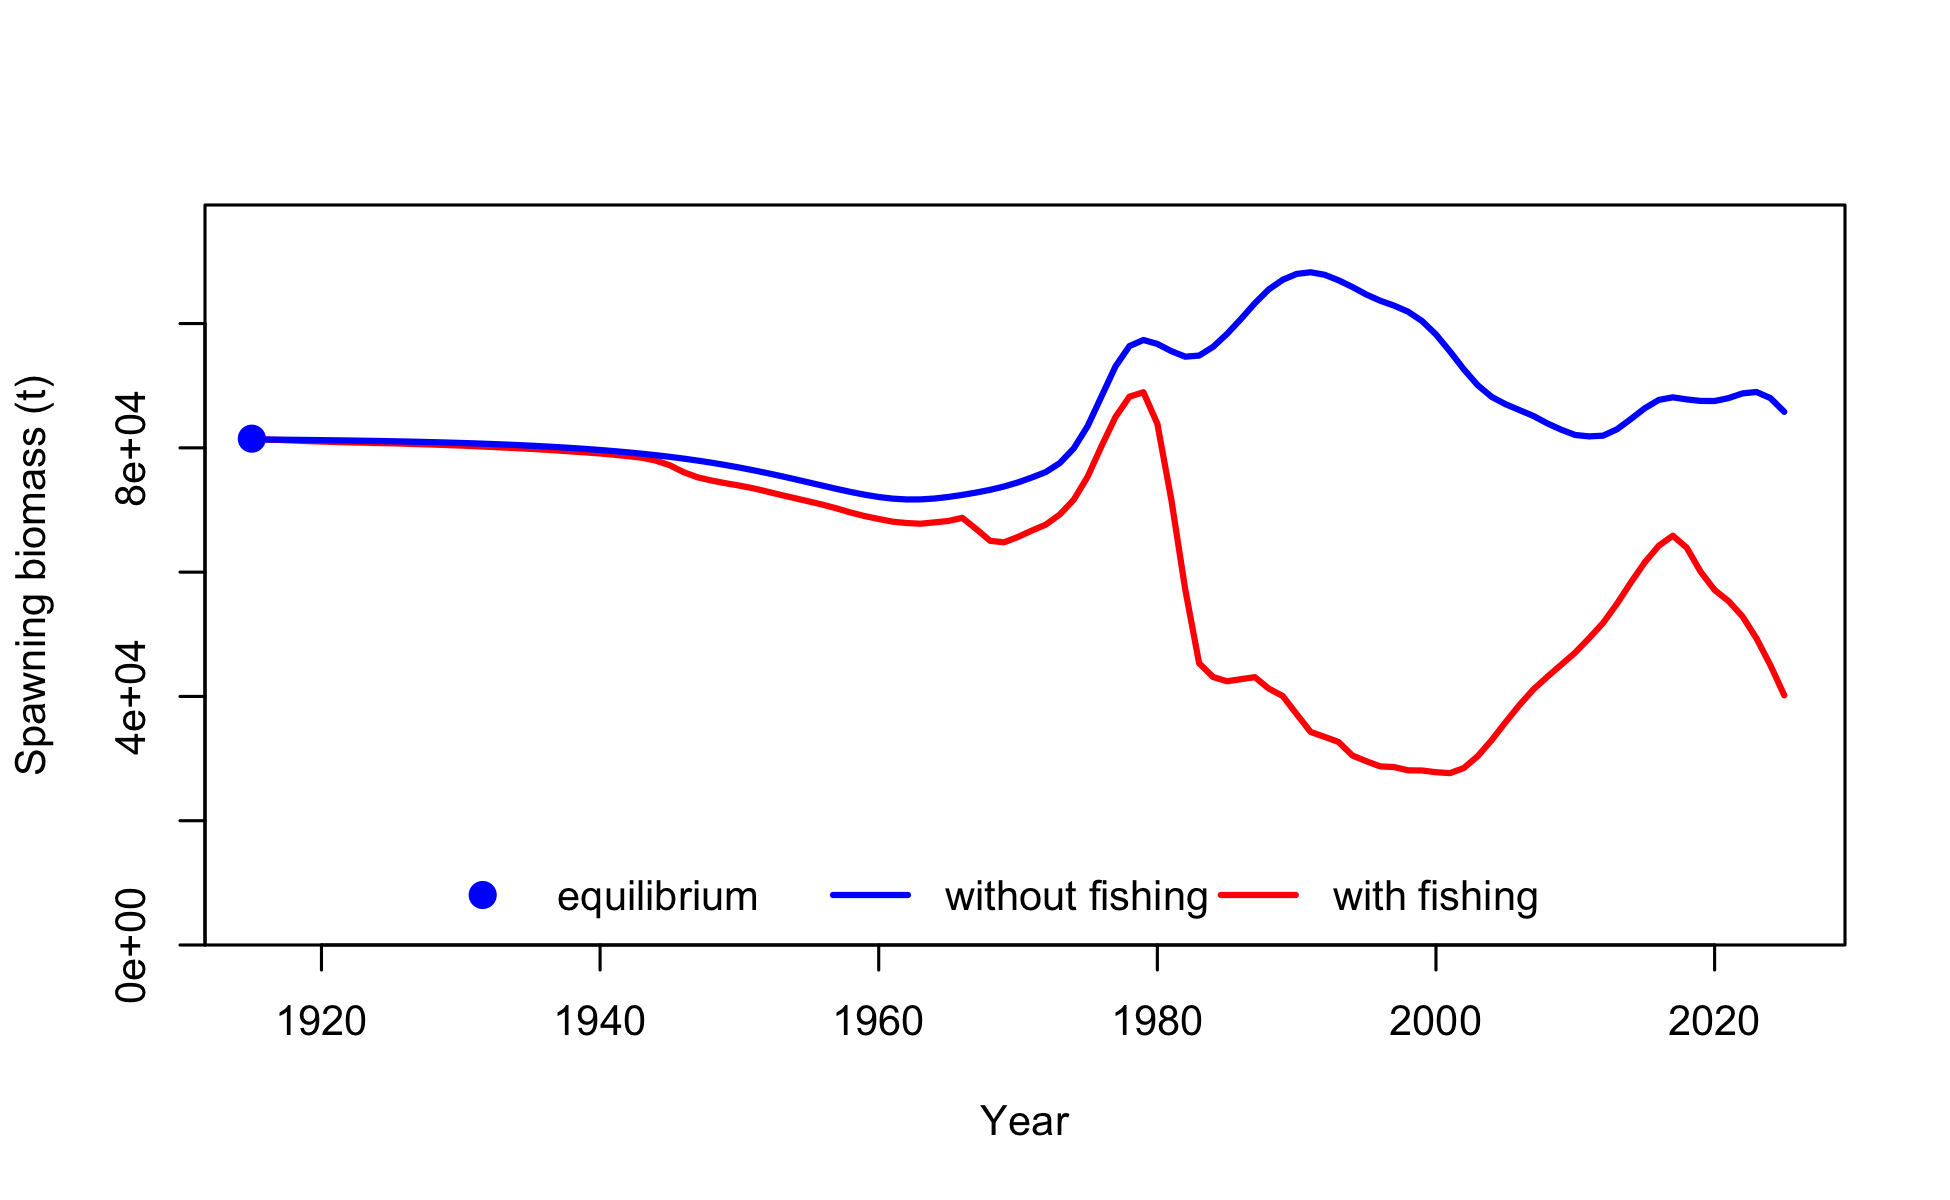 Spawning biomass (t)
8e+04
4e+04
0e+00
equilibrium without fishing with fishing
1920 1940 1960 1980 2000 2020
Year